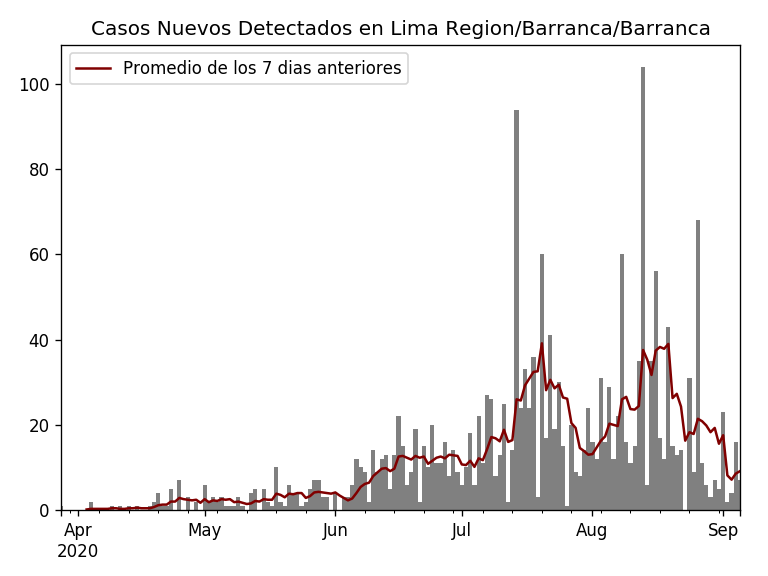 Casos Nuevos Detectados en Lima Region/Barranca/Barranca
Promedio de los 7 dias anteriores
100
80
60
40
20
0
Apr May Jun Jul Aug Sep
2020